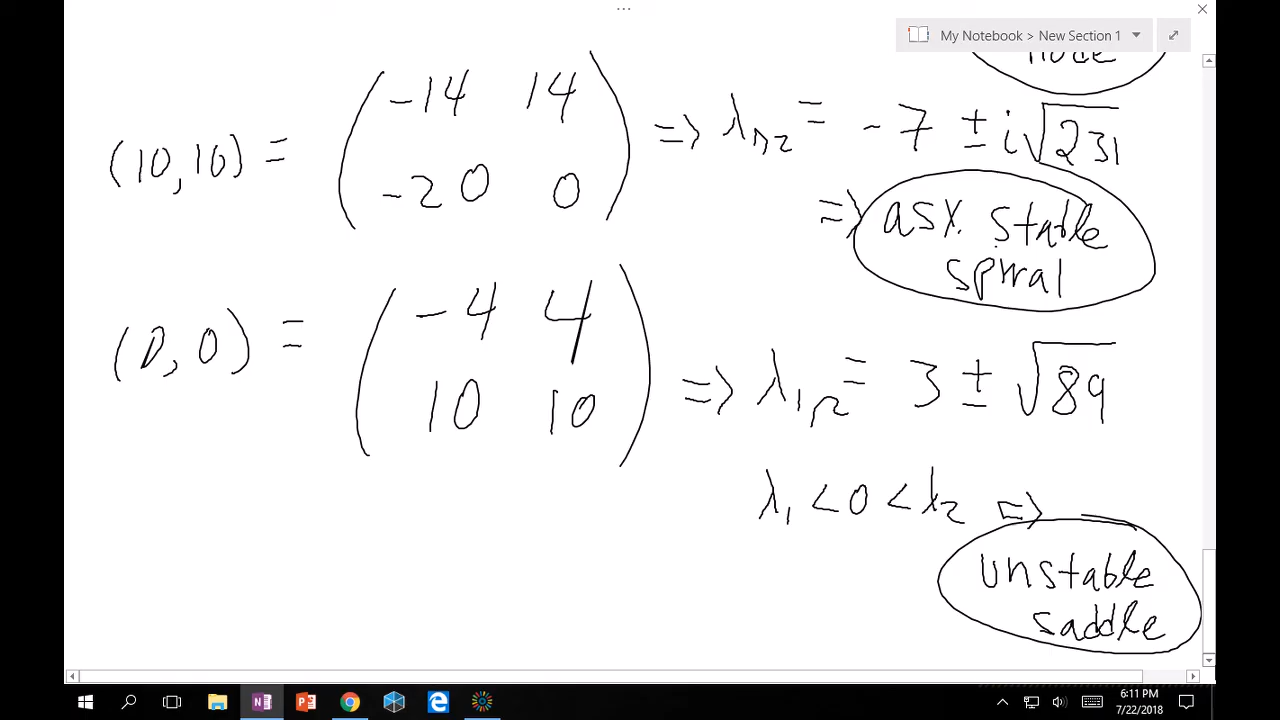 My Notebook > New Section 1
node
(10,10) = (-14 14
-20 0) => λ1,2 = -7 ± i√231
=> asx. stable
spiral
(0,0) = (-4 4
10 10) => λ1,2 = 3 ± √89
λ1 < 0 < λ2 =>
unstable
saddle
6:11 PM
7/22/2018